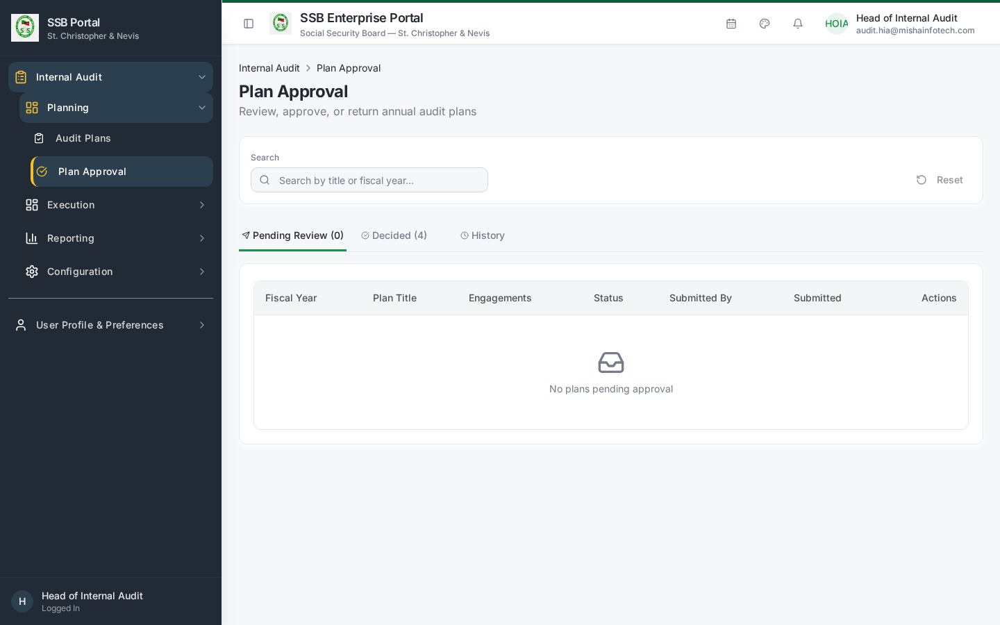 SSB Portal
St. Christopher & Nevis
Internal Audit
Planning
Audit Plans
Plan Approval
Execution
Reporting
Configuration
User Profile & Preferences
H
Head of Internal Audit
Logged In
SSB Enterprise Portal
Social Security Board — St. Christopher & Nevis
HOIA
Head of Internal Audit
audit.hia@mishainfotech.com
Internal Audit > Plan Approval
Plan Approval
Review, approve, or return annual audit plans
Search
Search by title or fiscal year...
Reset
Pending Review (0) Decided (4) History
Fiscal Year Plan Title Engagements Status Submitted By Submitted Actions
No plans pending approval